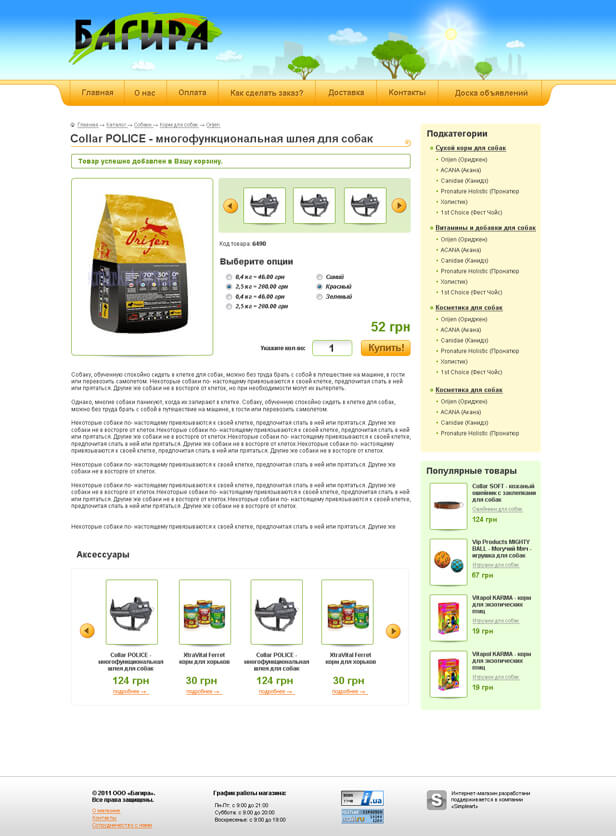 БАГИРА
Главная
О нас
Оплата
Как сделать заказ?
Доставка
Контакты
Доска объявлений
Главная → Каталог → Собаки → Корм для собак → Orijen
Collar POLICE - многофункциональная шлея для собак
Товар успешно добавлен в Вашу корзину.
Orijen
Код товара: 6490
Выберите опции
0,4 кг = 46.00 грн
2,5 кг = 200.00 грн
0,4 кг = 46.00 грн
2,5 кг = 200.00 грн
Синий
Красный
Зеленый
52 грн
Укажите кол-во:
1
Купить!
Собаку, обученную спокойно сидеть в клетке для собак, можно без труда брать с собой в путешествие на машине, в гости
или перевозить самолетом. Некоторые собаки по- настоящему привязываются к своей клетке, предпочитая спать в ней
или прятаться. Другие же собаки не в восторге от клеток, но при необходимости могут их вытерпеть.
Однако, многие собаки паникуют, когда их запирают в клетке. Собаку, обученную спокойно сидеть в клетке для собак,
можно без труда брать с собой в путешествие на машине, в гости или перевозить самолетом.
Некоторые собаки по- настоящему привязываются к своей клетке, предпочитая спать в ней или прятаться. Другие же
собаки не в восторге от клеток.Некоторые собаки по- настоящему привязываются к своей клетке, предпочитая спать в
ней или прятаться. Другие же собаки не в восторге от клеток.Некоторые собаки по- настоящему привязываются к своей клетке,
предпочитая спать в ней или прятаться. Другие же собаки не в восторге от клеток.Некоторые собаки по- настоящему
привязываются к своей клетке, предпочитая спать в ней или прятаться. Другие же собаки не в восторге от клеток.
Некоторые собаки по- настоящему привязываются к своей клетке, предпочитая спать в ней или прятаться. Другие же
собаки не в восторге от клеток.
Некоторые собаки по- настоящему привязываются к своей клетке, предпочитая спать в ней или прятаться. Другие же
собаки не в восторге от клеток.Некоторые собаки по- настоящему привязываются к своей клетке, предпочитая спать в
ней или прятаться. Другие же собаки не в восторге от клеток.Некоторые собаки по- настоящему привязываются к своей клетке,
предпочитая спать в ней или прятаться. Другие же собаки не в восторге от клеток.
Некоторые собаки по- настоящему привязываются к своей клетке, предпочитая спать в ней или прятаться. Другие же
Аксессуары
Collar POLICE -
многофункциональная
шлея для собак
124 грн
подробнее →
XtraVital Ferret
корм для хорьков
30 грн
подробнее →
Collar POLICE -
многофункциональная
шлея для собак
124 грн
подробнее →
XtraVital Ferret
корм для хорьков
30 грн
подробнее →
Подкатегории
Сухой корм для собак
Orijen (Ориджен)
ACANA (Акана)
Canidae (Канидэ)
Pronature Holistic (Пронатюр
Холистик)
1st Choice (Фест Чойс)
Витамины и добавки для собак
Orijen (Ориджен)
ACANA (Акана)
Canidae (Канидэ)
Pronature Holistic (Пронатюр
Холистик)
1st Choice (Фест Чойс)
Косметика для собак
Orijen (Ориджен)
ACANA (Акана)
Canidae (Канидэ)
Pronature Holistic (Пронатюр
Холистик)
1st Choice (Фест Чойс)
Косметика для собак
Orijen (Ориджен)
ACANA (Акана)
Canidae (Канидэ)
Pronature Holistic (Пронатюр
Популярные товары
Collar SOFT - кожаный
ошейник с заклепками
для собак
Ошейники для собак
124 грн
Vip Products MIGHTY
BALL - Могучий Мяч -
игрушка для собак
Игрушки для собак
67 грн
Vitapol KARMA - корм
для экзотических
птиц
Игрушки для собак
19 грн
Vitapol KARMA - корм
для экзотических
птиц
Игрушки для собак
19 грн
© 2011 ООО «Багира».
Все права защищены.
О магазине
Контакты
Сотрудничество с нами
График работы магазина:
Пн-Пт: с 9:00 до 21:00
Суббота: с 9:00 до 20:00
Воскресенье: с 9:00 до 19:00
i.ua
S
Интернет-магазин разработан и
поддерживается в компании
«Simpleart»